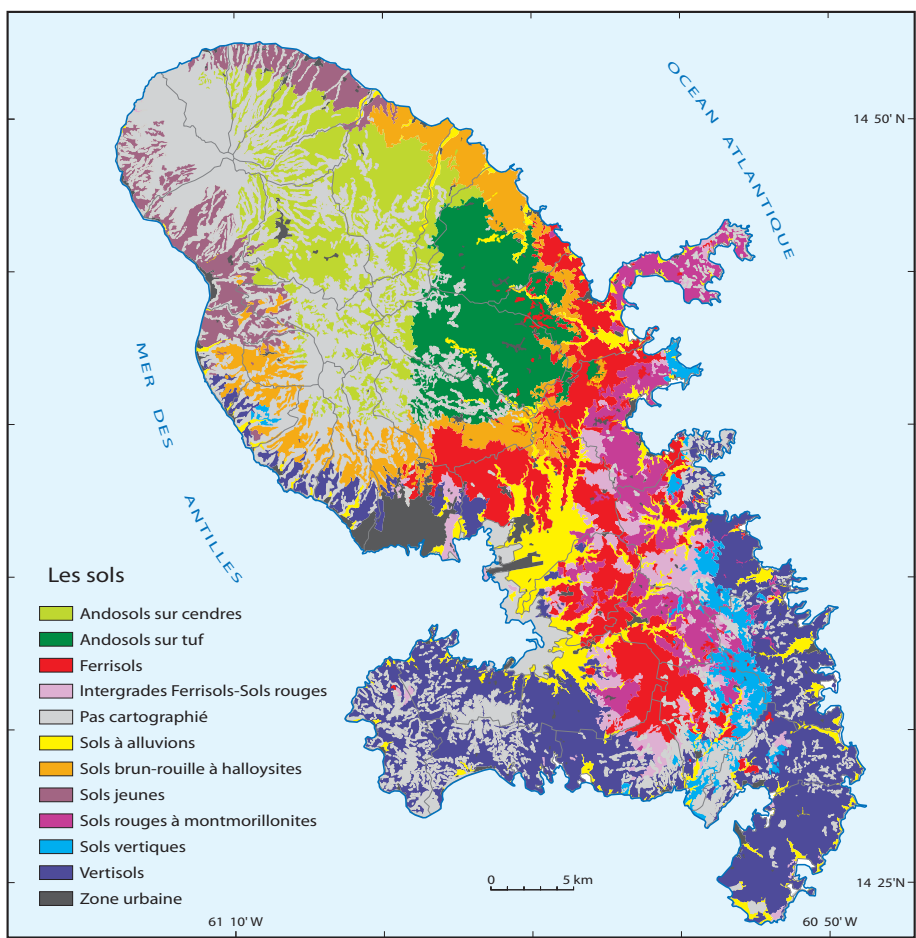 OCEAN ATLANTIQUE
14 50' N
MER DES ANTILLES
Les sols
Andosols sur cendres
Andosols sur tuf
Ferrisols
Intergrades Ferrisols-Sols rouges
Pas cartographié
Sols à alluvions
Sols brun-rouille à halloysites
Sols jeunes
Sols rouges à montmorillonites
Sols vertiques
Vertisols
Zone urbaine
0 5 km
14 25'N
61 10' W
60 50' W